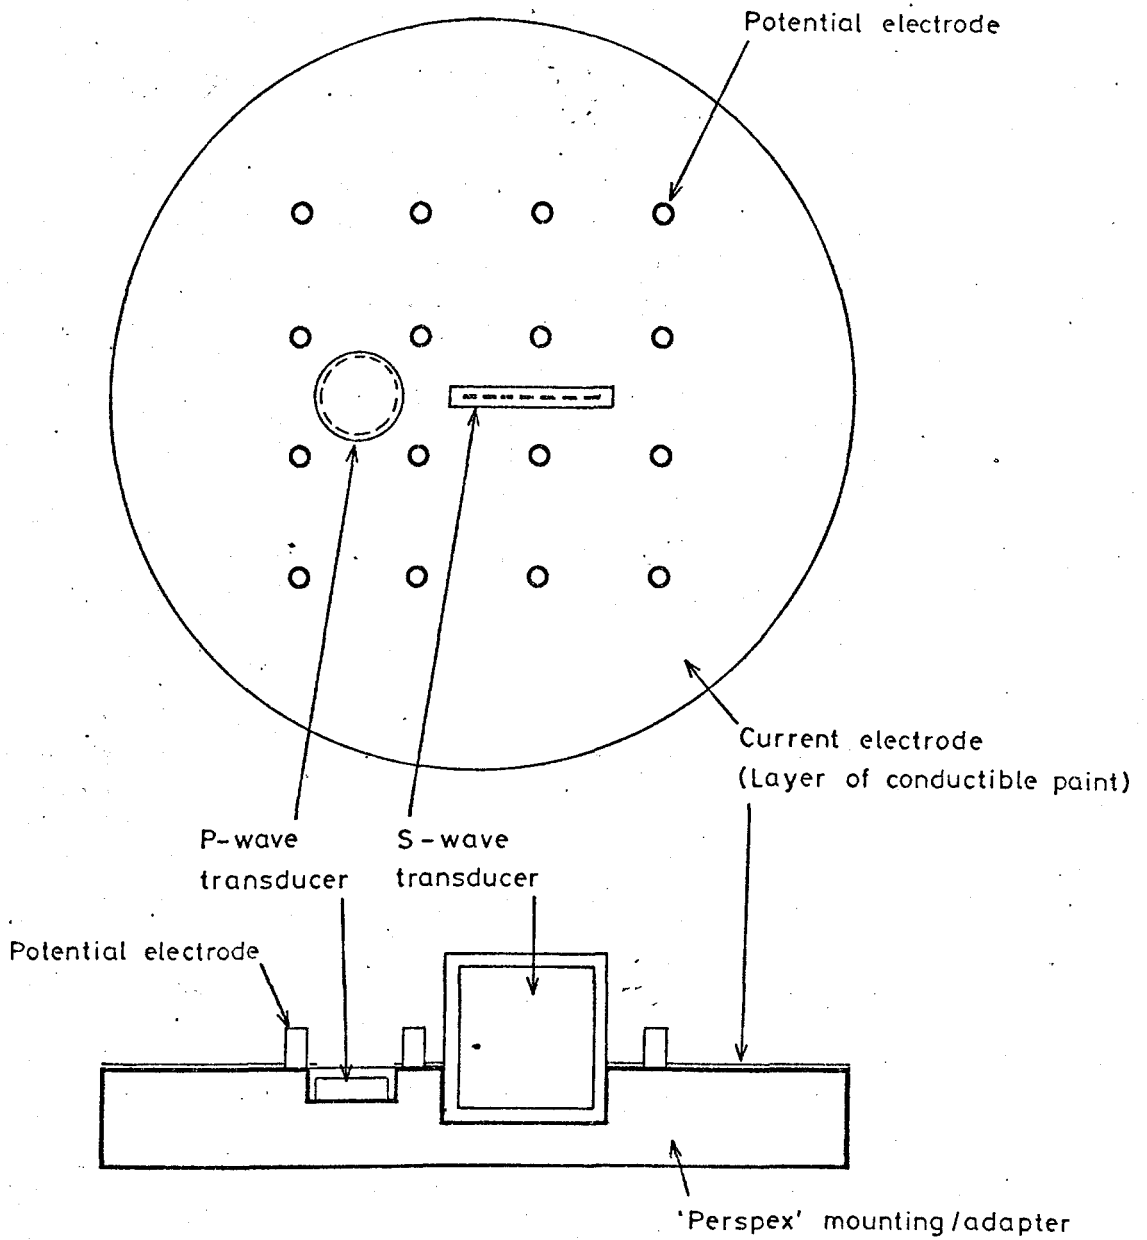 Potential electrode
Current electrode
(Layer of conductible paint)
P-wave
transducer
S-wave
transducer
Potential electrode
'Perspex' mounting/adapter